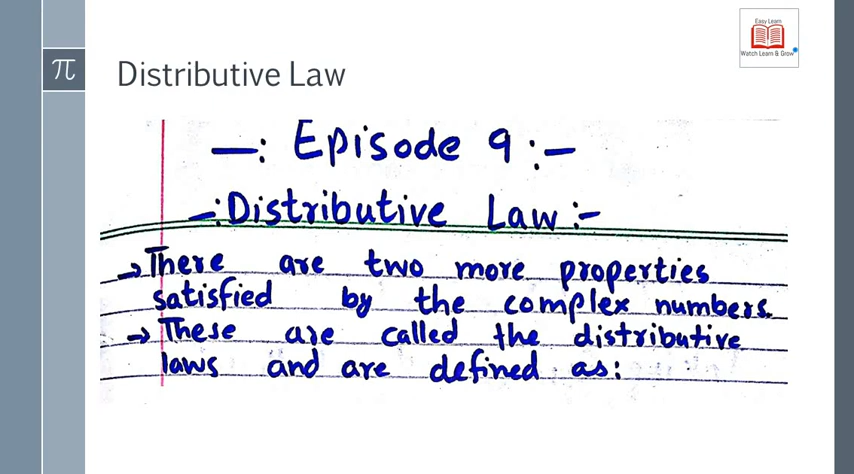 Easy Learn
Watch Learn & Grow
π
Distributive Law
—: Episode 9 :—
—: Distributive Law :—
→ There are two more properties
satisfied by the complex numbers.
→ These are called the distributive
laws and are defined as: